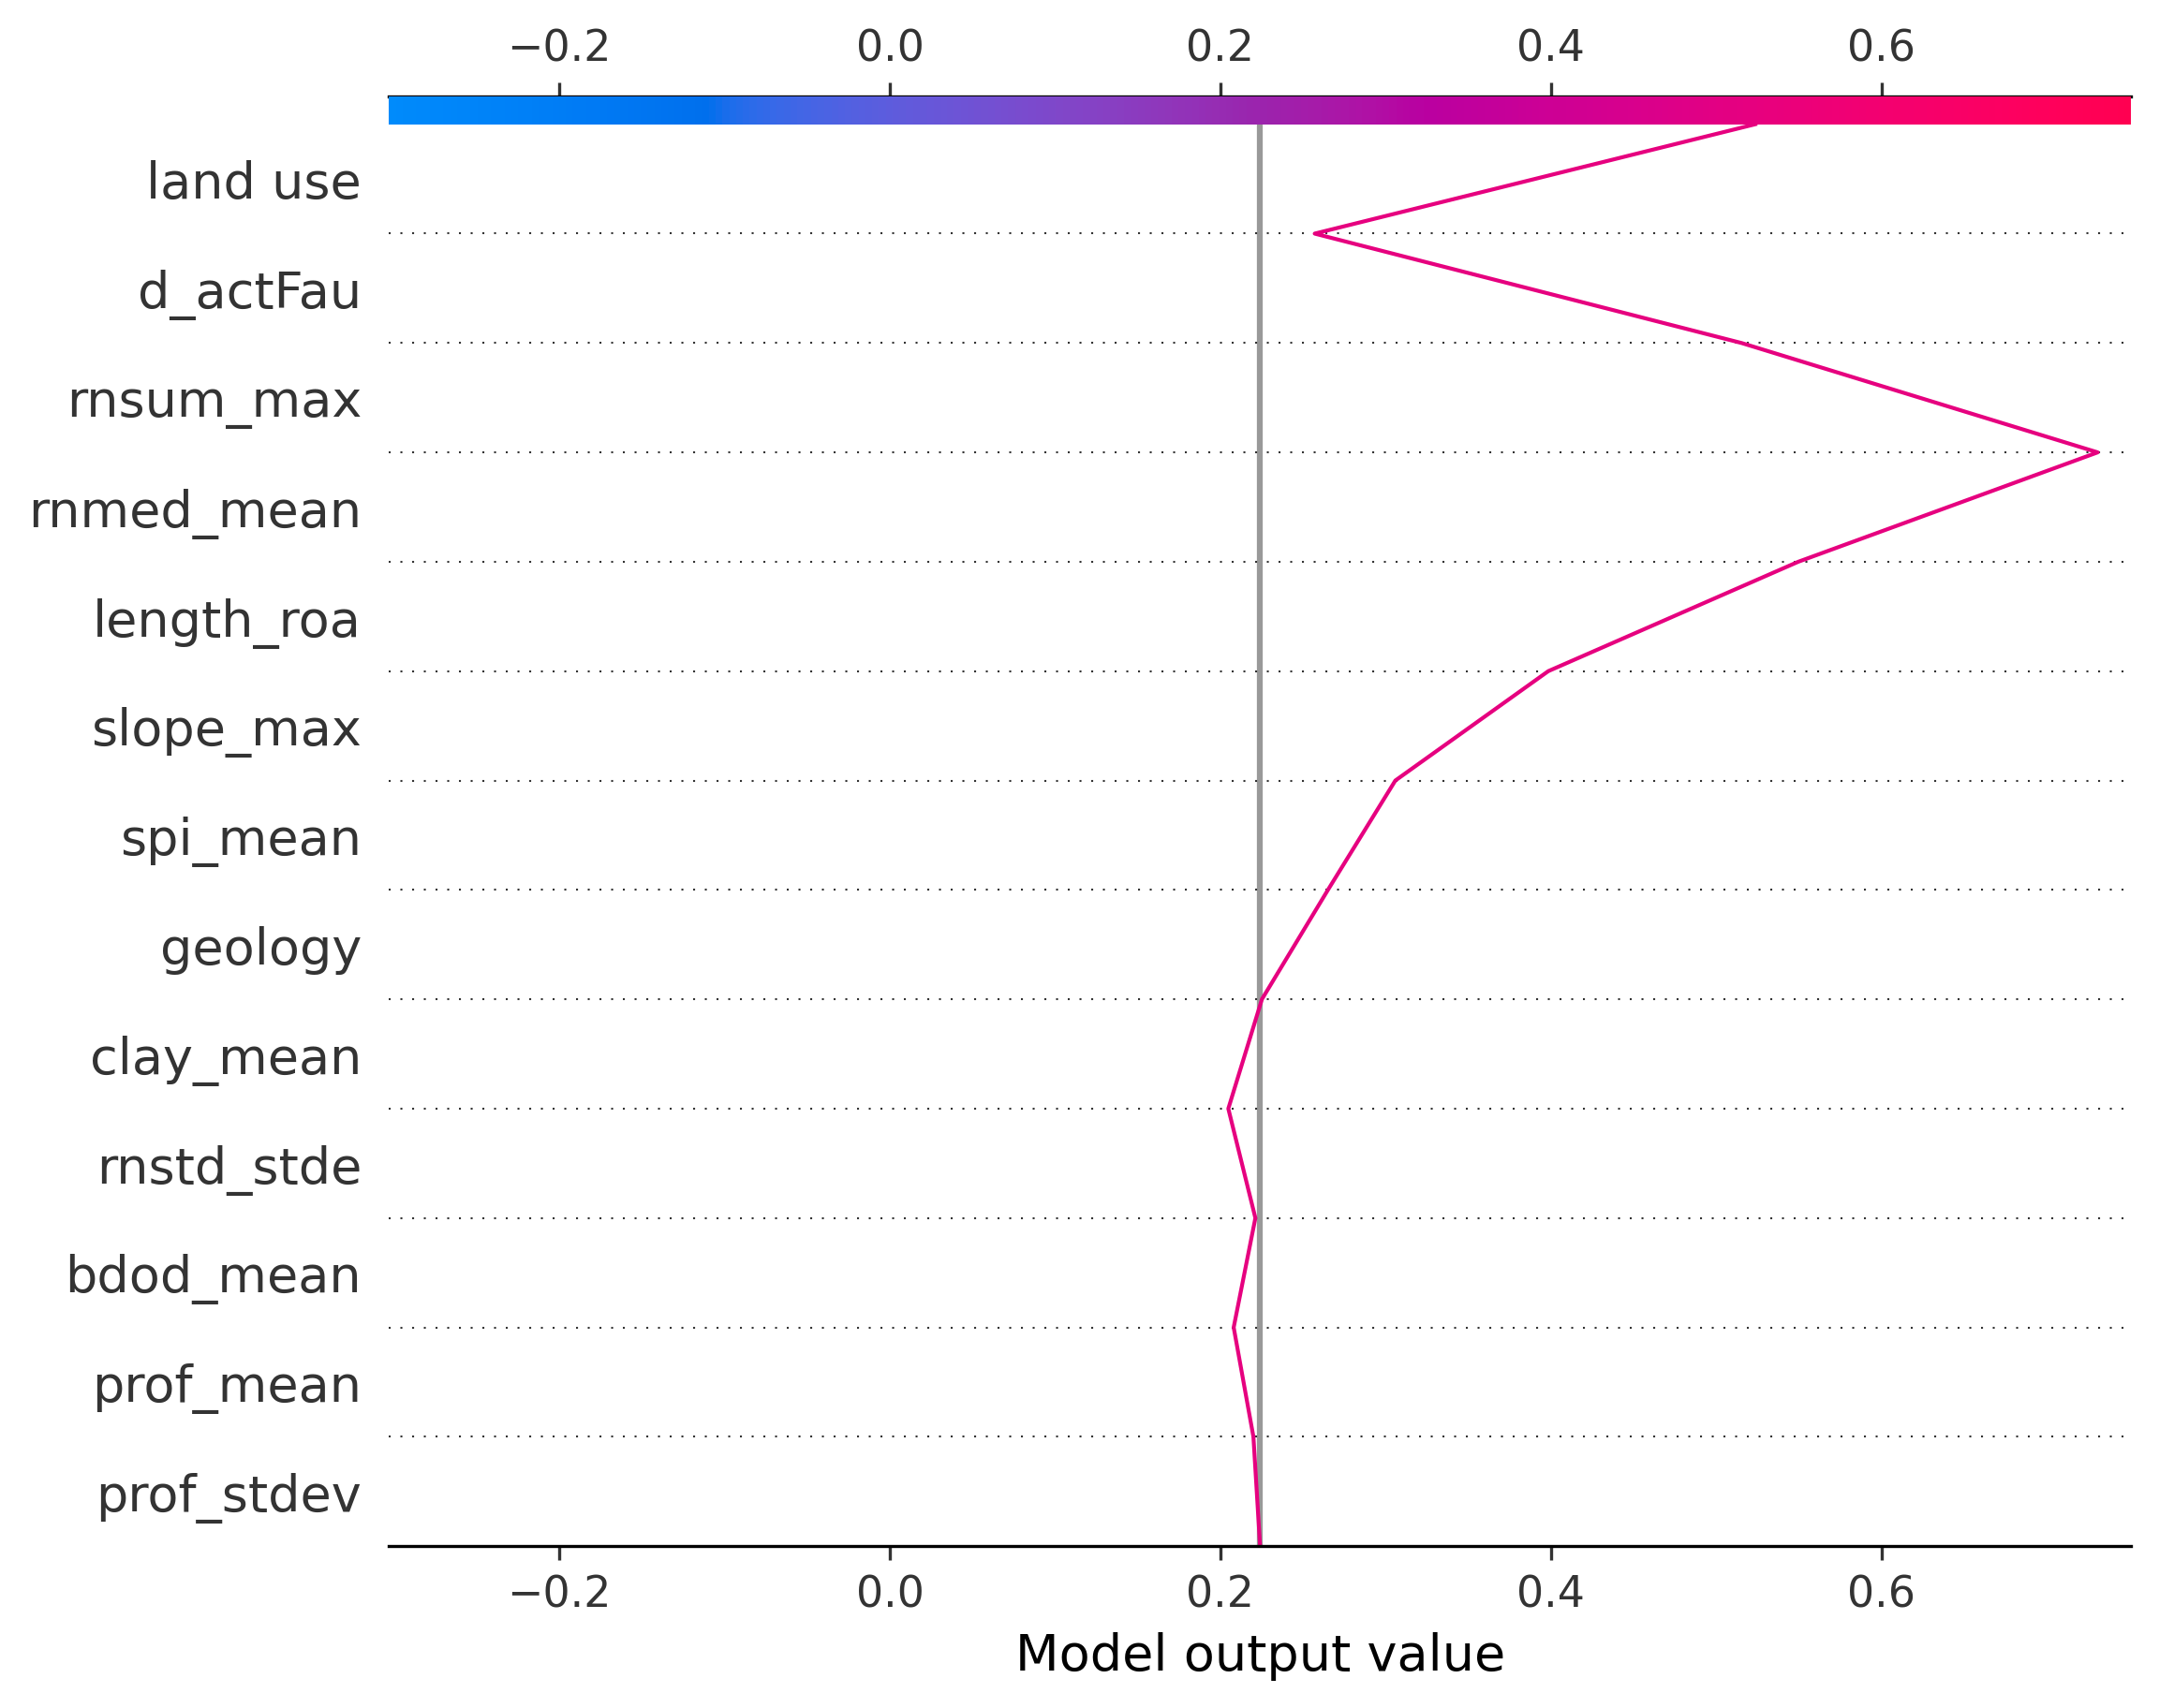 −0.2 0.0 0.2 0.4 0.6
land use
d_actFau
rnsum_max
rnmed_mean
length_roa
slope_max
spi_mean
geology
clay_mean
rnstd_stde
bdod_mean
prof_mean
prof_stdev
−0.2 0.0 0.2 0.4 0.6
Model output value